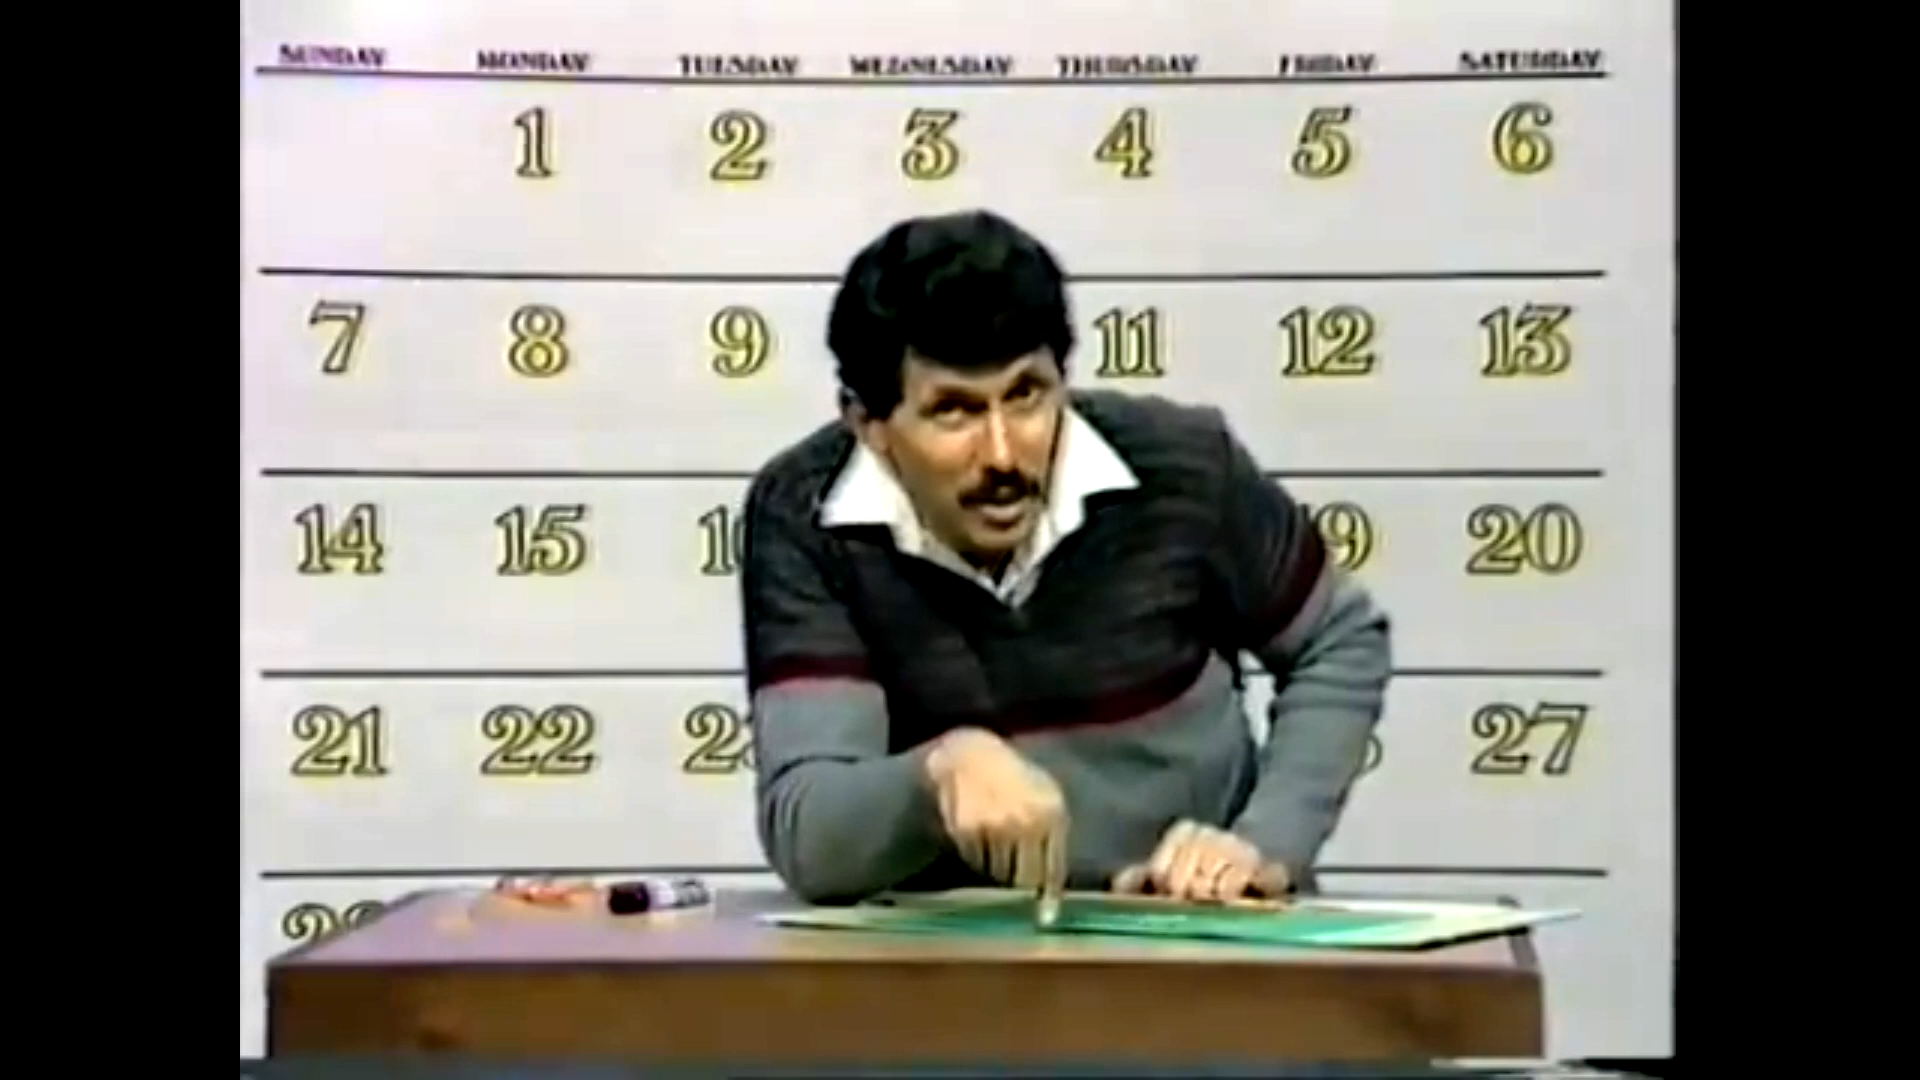 SUNDAY MONDAY TUESDAY WEDNESDAY THURSDAY FRIDAY SATURDAY
1 2 3 4 5 6
7 8 9 11 12 13
14 15 20
21 22 27